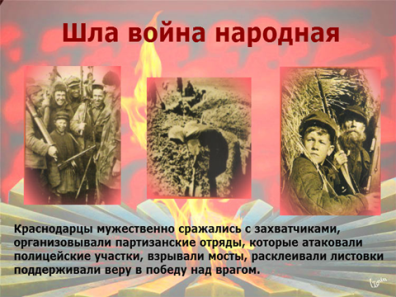 Шла война народная
Краснодарцы мужественно сражались с захватчиками,
организовывали партизанские отряды, которые атаковали
полицейские участки, взрывали мосты, расклеивали листовки
поддерживали веру в победу над врагом.